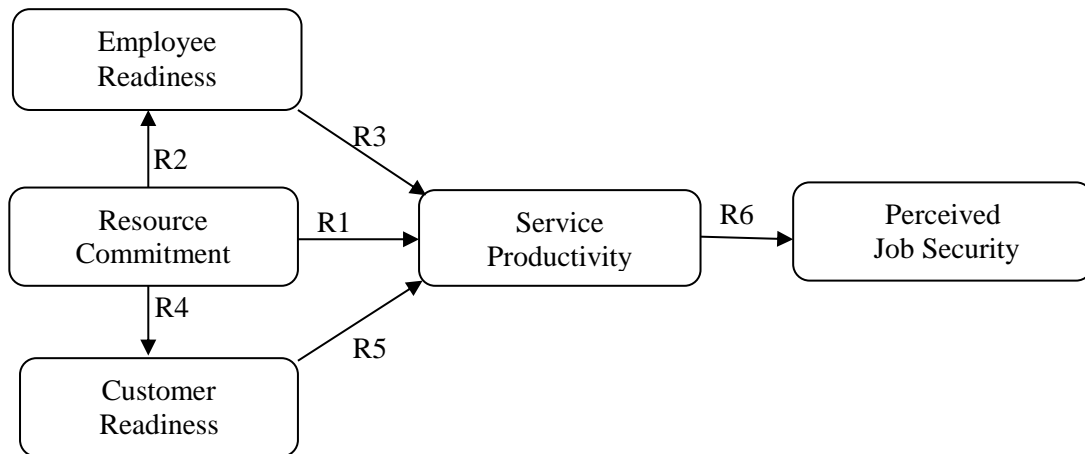 Employee
Readiness
R3
R2
Resource
Commitment
R1
Service
Productivity
R6
Perceived
Job Security
R4
R5
Customer
Readiness